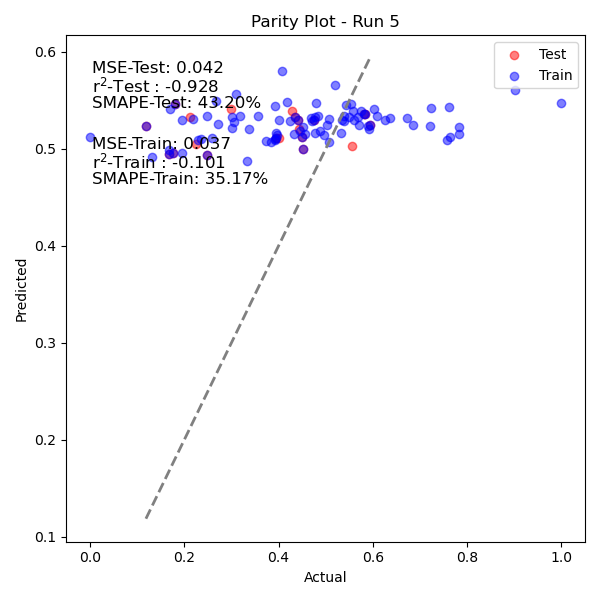 Parity Plot - Run 5
0.6
0.5
0.4
0.3
0.2
0.1
Predicted
MSE-Test: 0.042
r²-Test : -0.928
SMAPE-Test: 43.20%
MSE-Train: 0.037
r²-Train : -0.101
SMAPE-Train: 35.17%
Test
Train
0.0 0.2 0.4 0.6 0.8 1.0
Actual